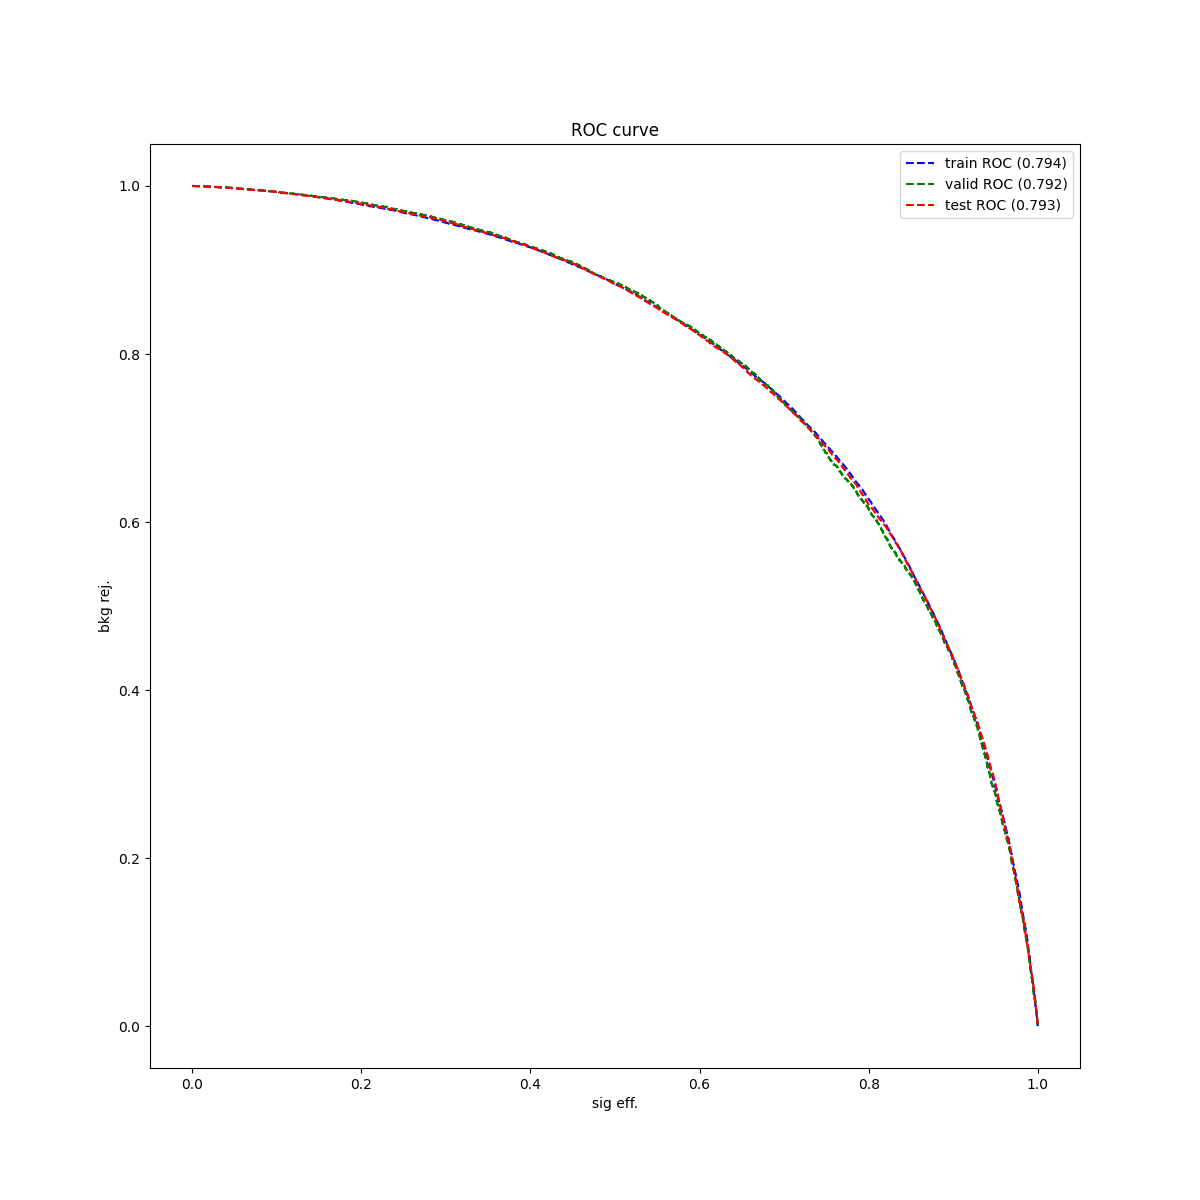 ROC curve
train ROC (0.794)
valid ROC (0.792)
test ROC (0.793)
1.0
0.8
0.6
0.4
0.2
0.0
bkg rej.
0.0 0.2 0.4 0.6 0.8 1.0
sig eff.